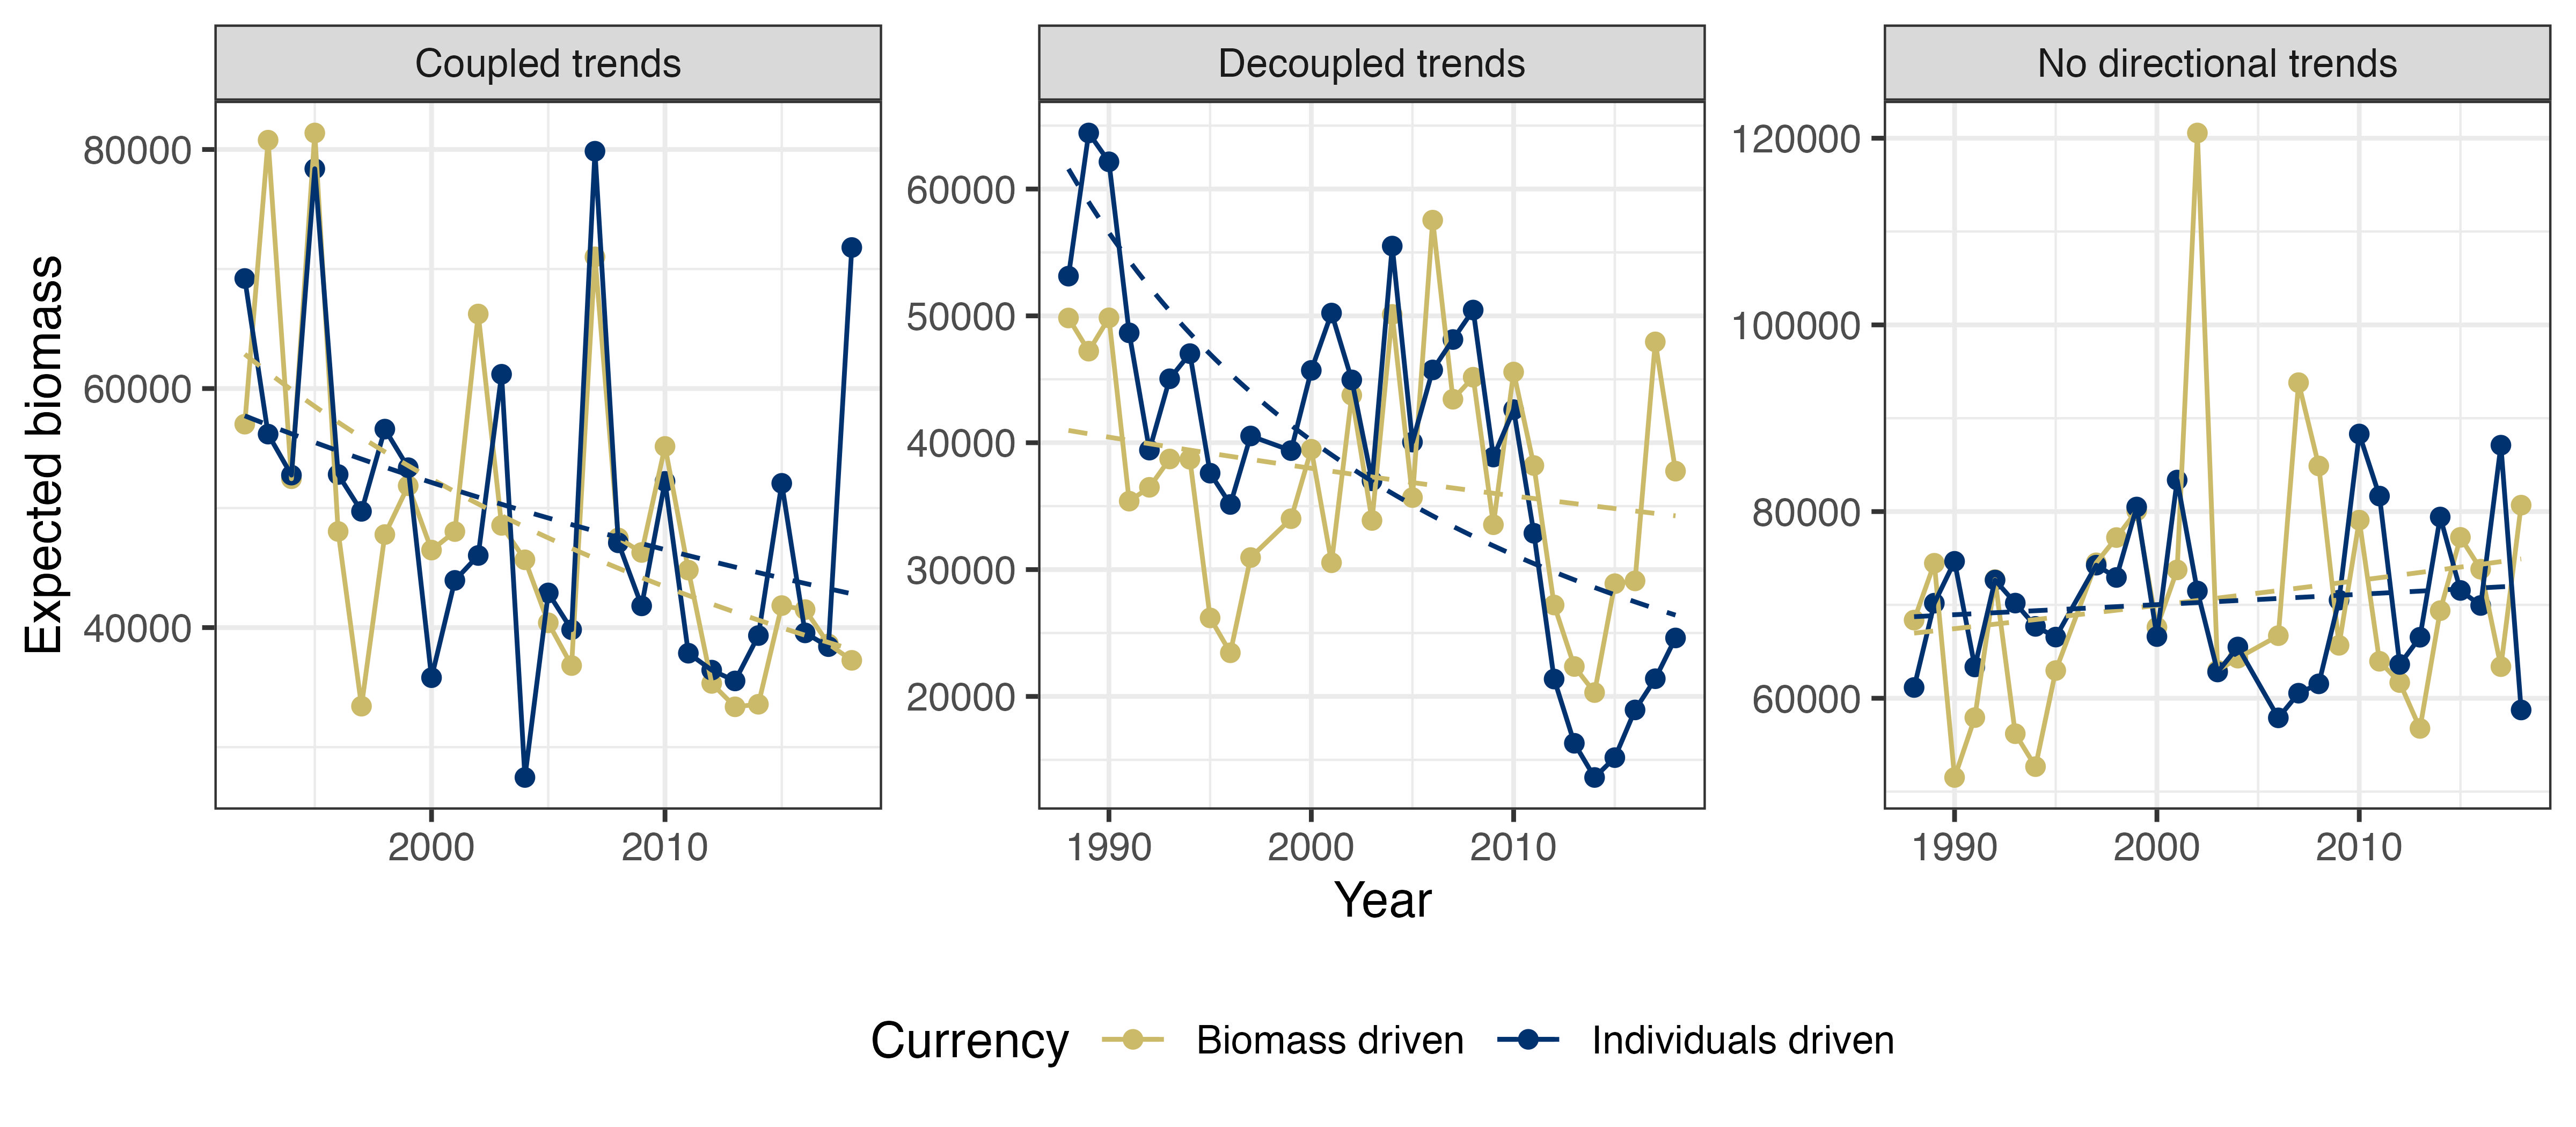 Coupled trends
Decoupled trends
No directional trends
Expected biomass
80000
60000
40000
60000
50000
40000
30000
20000
120000
100000
80000
60000
2000 2010
1990 2000 2010
1990 2000 2010
Year
Currency Biomass driven Individuals driven